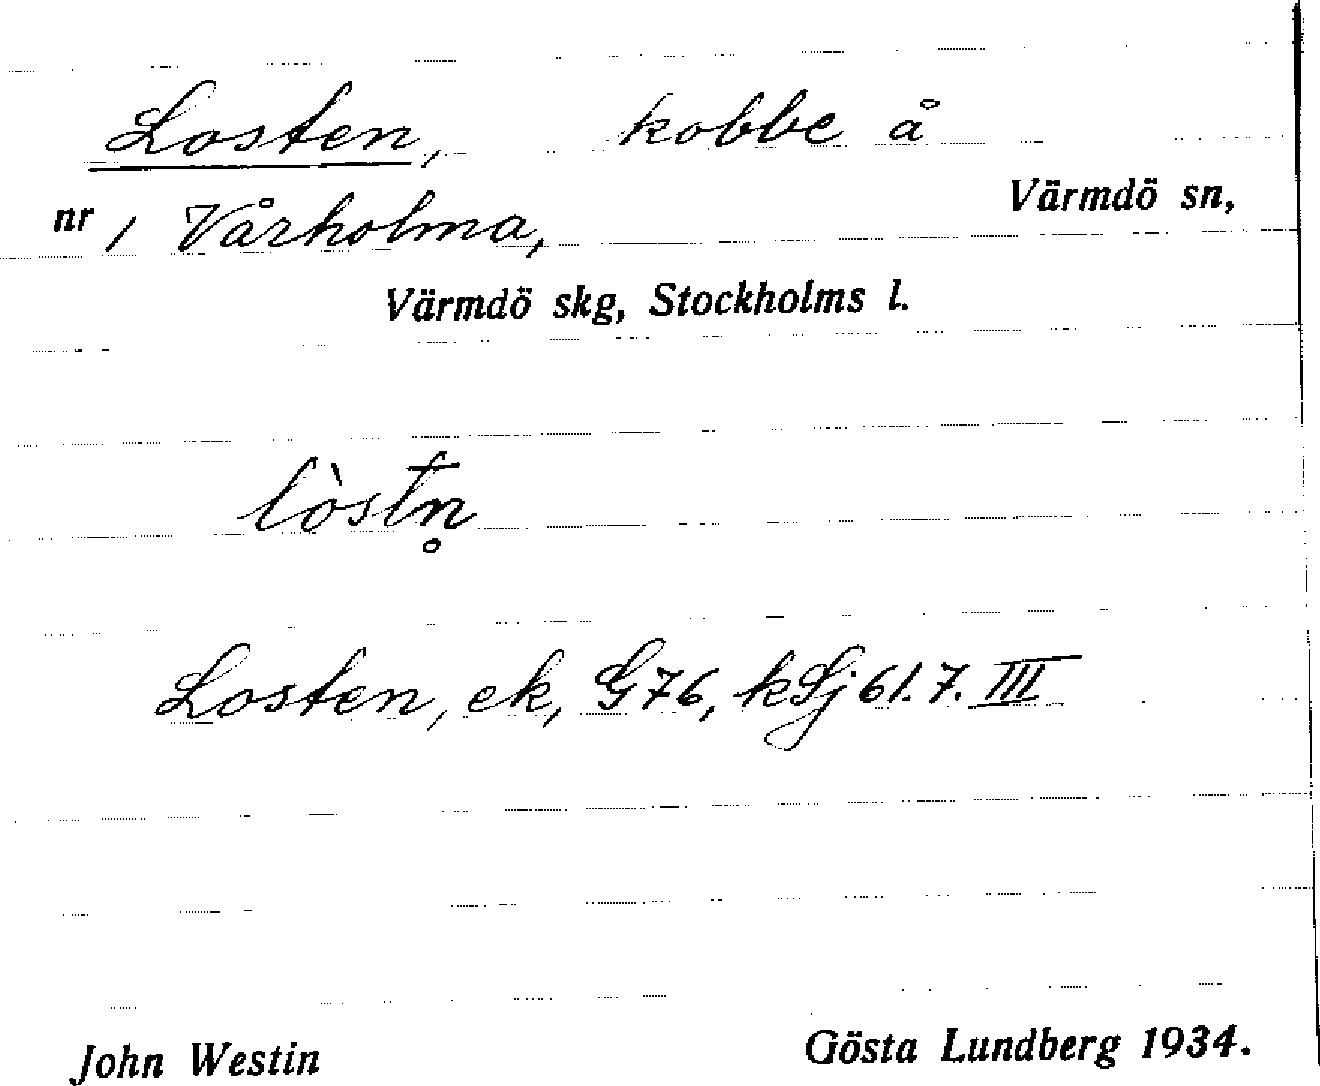 Losten, kobbe å
Värmdö sn,
nr 1 Vårholma,
Värmdö skg, Stockholms l.
lòstn̥
Losten, ek, G76, kSj 61.7. III
John Westin
Gösta Lundberg 1934.